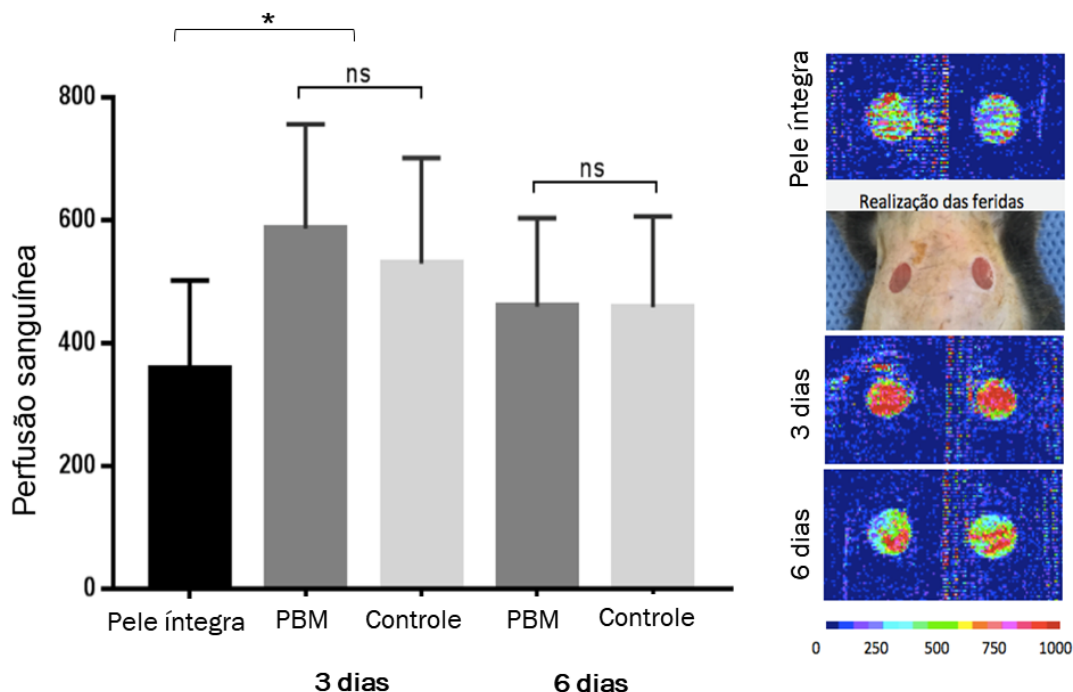 *
ns
ns
Perfusão sanguínea
800
600
400
200
0
Pele íntegra
PBM
Controle
PBM
Controle
3 dias
6 dias
Pele íntegra
Realização das feridas
3 dias
6 dias
0 250 500 750 1000